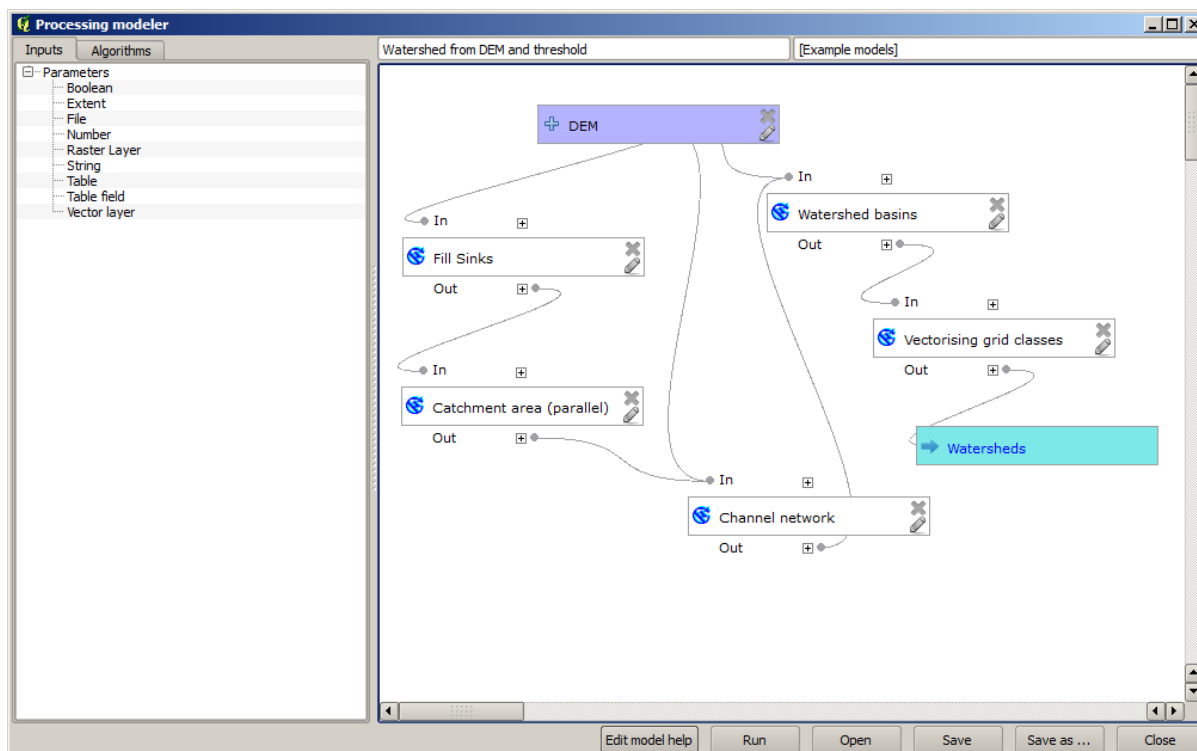 Processing modeler
Inputs
Algorithms
Watershed from DEM and threshold
[Example models]
Parameters
Boolean
Extent
File
Number
Raster Layer
String
Table
Table field
Vector layer
DEM
In
Watershed basins
Out
In
Fill Sinks
Out
In
Vectorising grid classes
Out
In
Catchment area (parallel)
Out
Watersheds
In
Channel network
Out
Edit model help
Run
Open
Save
Save as ...
Close